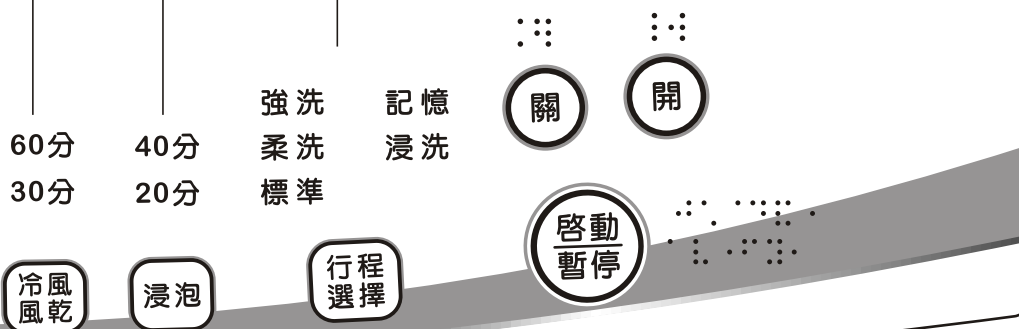 關 開
強洗 記憶
60分 40分 柔洗 浸洗
30分 20分 標準
啓動
暫停
冷風
風乾
浸泡
行程
選擇